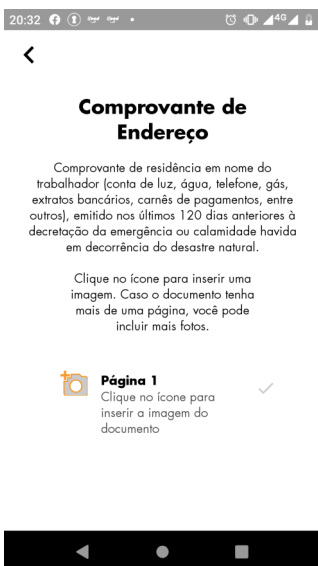 20:32
4G
Comprovante de
Endereço
Comprovante de residência em nome do
trabalhador (conta de luz, água, telefone, gás,
extratos bancários, carnês de pagamentos, entre
outros), emitido nos últimos 120 dias anteriores à
decretação da emergência ou calamidade havida
em decorrência do desastre natural.
Clique no ícone para inserir uma
imagem. Caso o documento tenha
mais de uma página, você pode
incluir mais fotos.
Página 1
Clique no ícone para
inserir a imagem do
documento